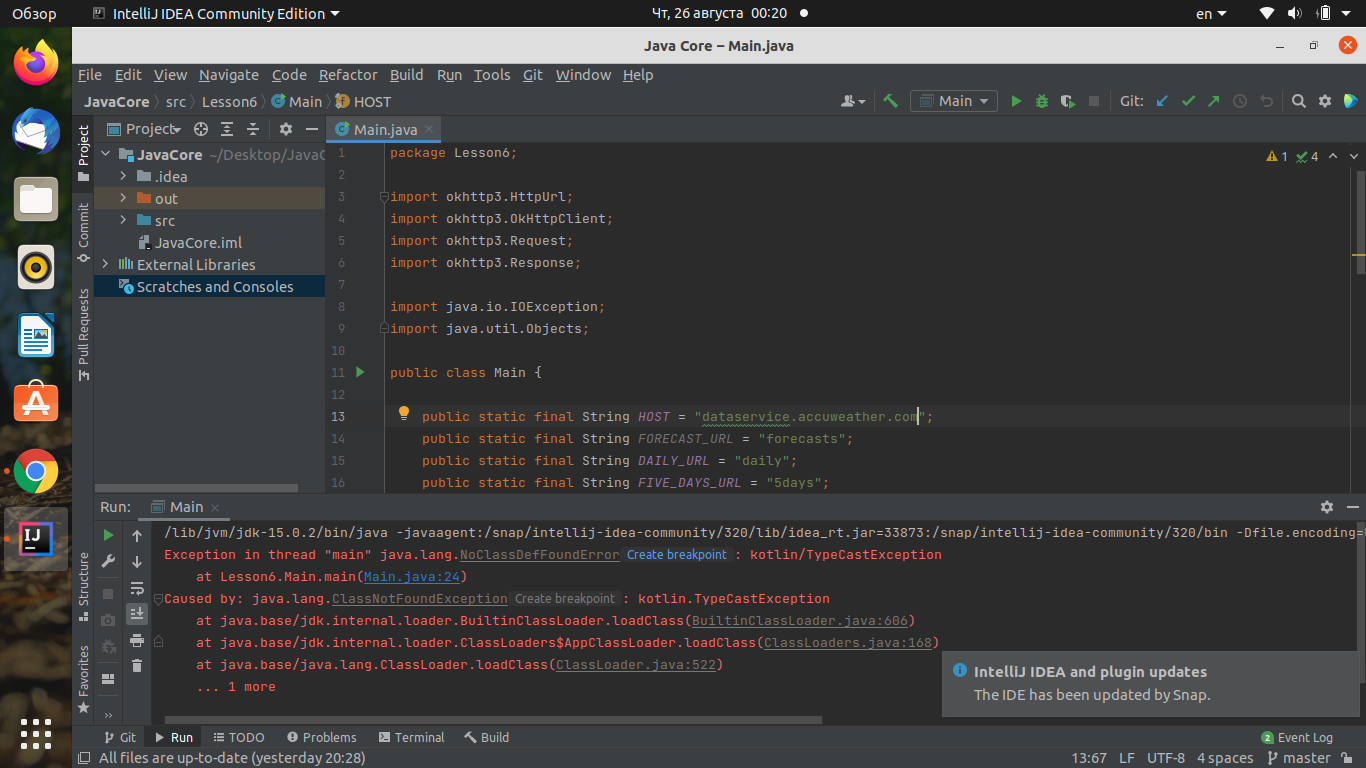 Обзор IntelliJ IDEA Community Edition Чт, 26 августа 00:20 en
Java Core – Main.java
File Edit View Navigate Code Refactor Build Run Tools Git Window Help
JavaCore src Lesson6 Main HOST Main Git:
Project Main.java
JavaCore ~/Desktop/JavaC
.idea
out
src
JavaCore.iml
External Libraries
Scratches and Consoles
Project
Commit
Pull Requests
Structure
Favorites
1 package Lesson6;
2
3 import okhttp3.HttpUrl;
4 import okhttp3.OkHttpClient;
5 import okhttp3.Request;
6 import okhttp3.Response;
7
8 import java.io.IOException;
9 import java.util.Objects;
10
11 public class Main {
12
13 public static final String HOST = "dataservice.accuweather.com";
14 public static final String FORECAST_URL = "forecasts";
15 public static final String DAILY_URL = "daily";
16 public static final String FIVE_DAYS_URL = "5days";
1 4
Run: Main
/lib/jvm/jdk-15.0.2/bin/java -javaagent:/snap/intellij-idea-community/320/lib/idea_rt.jar=33873:/snap/intellij-idea-community/320/bin -Dfile.encoding=
Exception in thread "main" java.lang.NoClassDefFoundError Create breakpoint : kotlin/TypeCastException
at Lesson6.Main.main(Main.java:24)
Caused by: java.lang.ClassNotFoundException Create breakpoint : kotlin.TypeCastException
at java.base/jdk.internal.loader.BuiltinClassLoader.loadClass(BuiltinClassLoader.java:606)
at java.base/jdk.internal.loader.ClassLoaders$AppClassLoader.loadClass(ClassLoaders.java:168)
at java.base/java.lang.ClassLoader.loadClass(ClassLoader.java:522)
... 1 more
IntelliJ IDEA and plugin updates
The IDE has been updated by Snap.
Git Run TODO Problems Terminal Build 2 Event Log
All files are up-to-date (yesterday 20:28) 13:67 LF UTF-8 4 spaces master